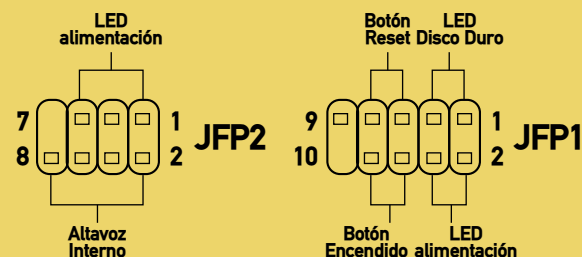 LED
alimentación
7
1
8
2
JFP2
Altavoz
Interno
Botón LED
Reset Disco Duro
9
1
10
2
JFP1
Botón LED
Encendido alimentación